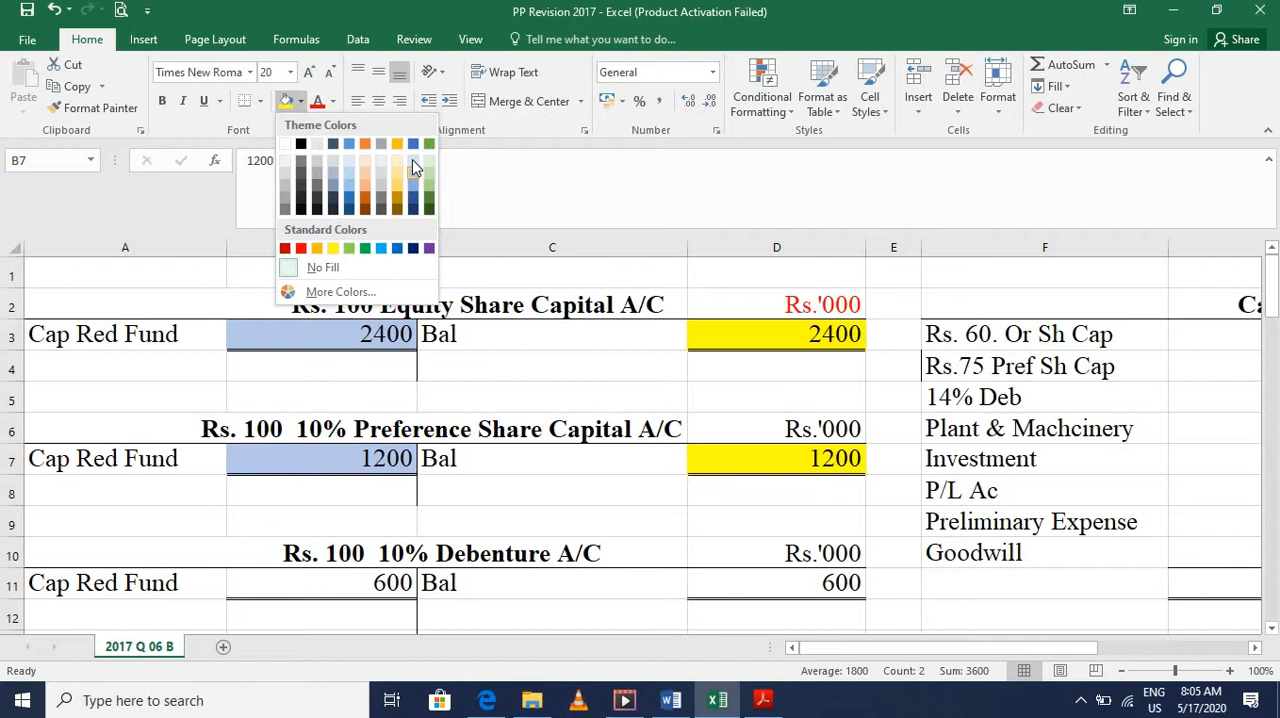 PP Revision 2017 - Excel (Product Activation Failed)
File Home Insert Page Layout Formulas Data Review View Tell me what you want to do... Sign in Share
Paste Cut Copy Format Painter Clipboard
Times New Roma 20 A A B I U A Font
Wrap Text Merge & Center Alignment
General % , Number
Conditional Formatting Format as Table Cell Styles Styles
Insert Delete Format Cells
AutoSum Fill Clear Sort & Filter Find & Select Editing
B7 fx 1200
Theme Colors
Standard Colors
No Fill
More Colors...
A C D E F
1
2 Rs. 100 Equity Share Capital A/C Rs.'000 Ca
3 Cap Red Fund 2400 Bal 2400 Rs. 60. Or Sh Cap
4 Rs.75 Pref Sh Cap
5 14% Deb
6 Rs. 100 10% Preference Share Capital A/C Rs.'000 Plant & Machcinery
7 Cap Red Fund 1200 Bal 1200 Investment
8 P/L Ac
9 Preliminary Expense
10 Rs. 100 10% Debenture A/C Rs.'000 Goodwill
11 Cap Red Fund 600 Bal 600
12
2017 Q 06 B
Ready Average: 1800 Count: 2 Sum: 3600 100%
Type here to search ENG US 8:05 AM 5/17/2020